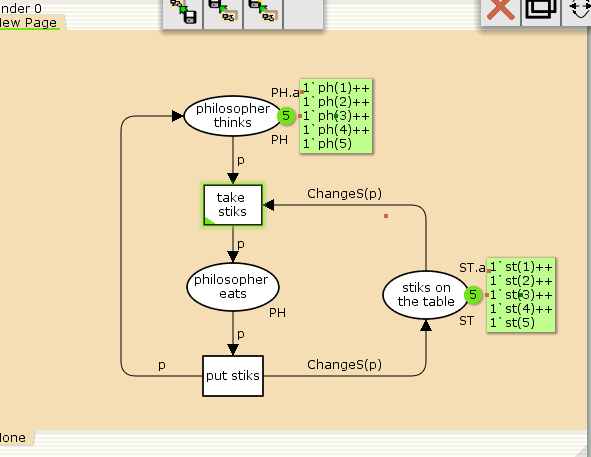 nder 0
lew Page
PH.a
1`ph(1)++
1`ph(2)++
1`ph(3)++
1`ph(4)++
1`ph(5)
philosopher
thinks
5
PH
p
take
stiks
ChangeS(p)
p
philosopher
eats
PH
ST.a
1`st(1)++
1`st(2)++
1`st(3)++
1`st(4)++
1`st(5)
stiks on
the table
5
ST
p
p
put stiks
ChangeS(p)
lone